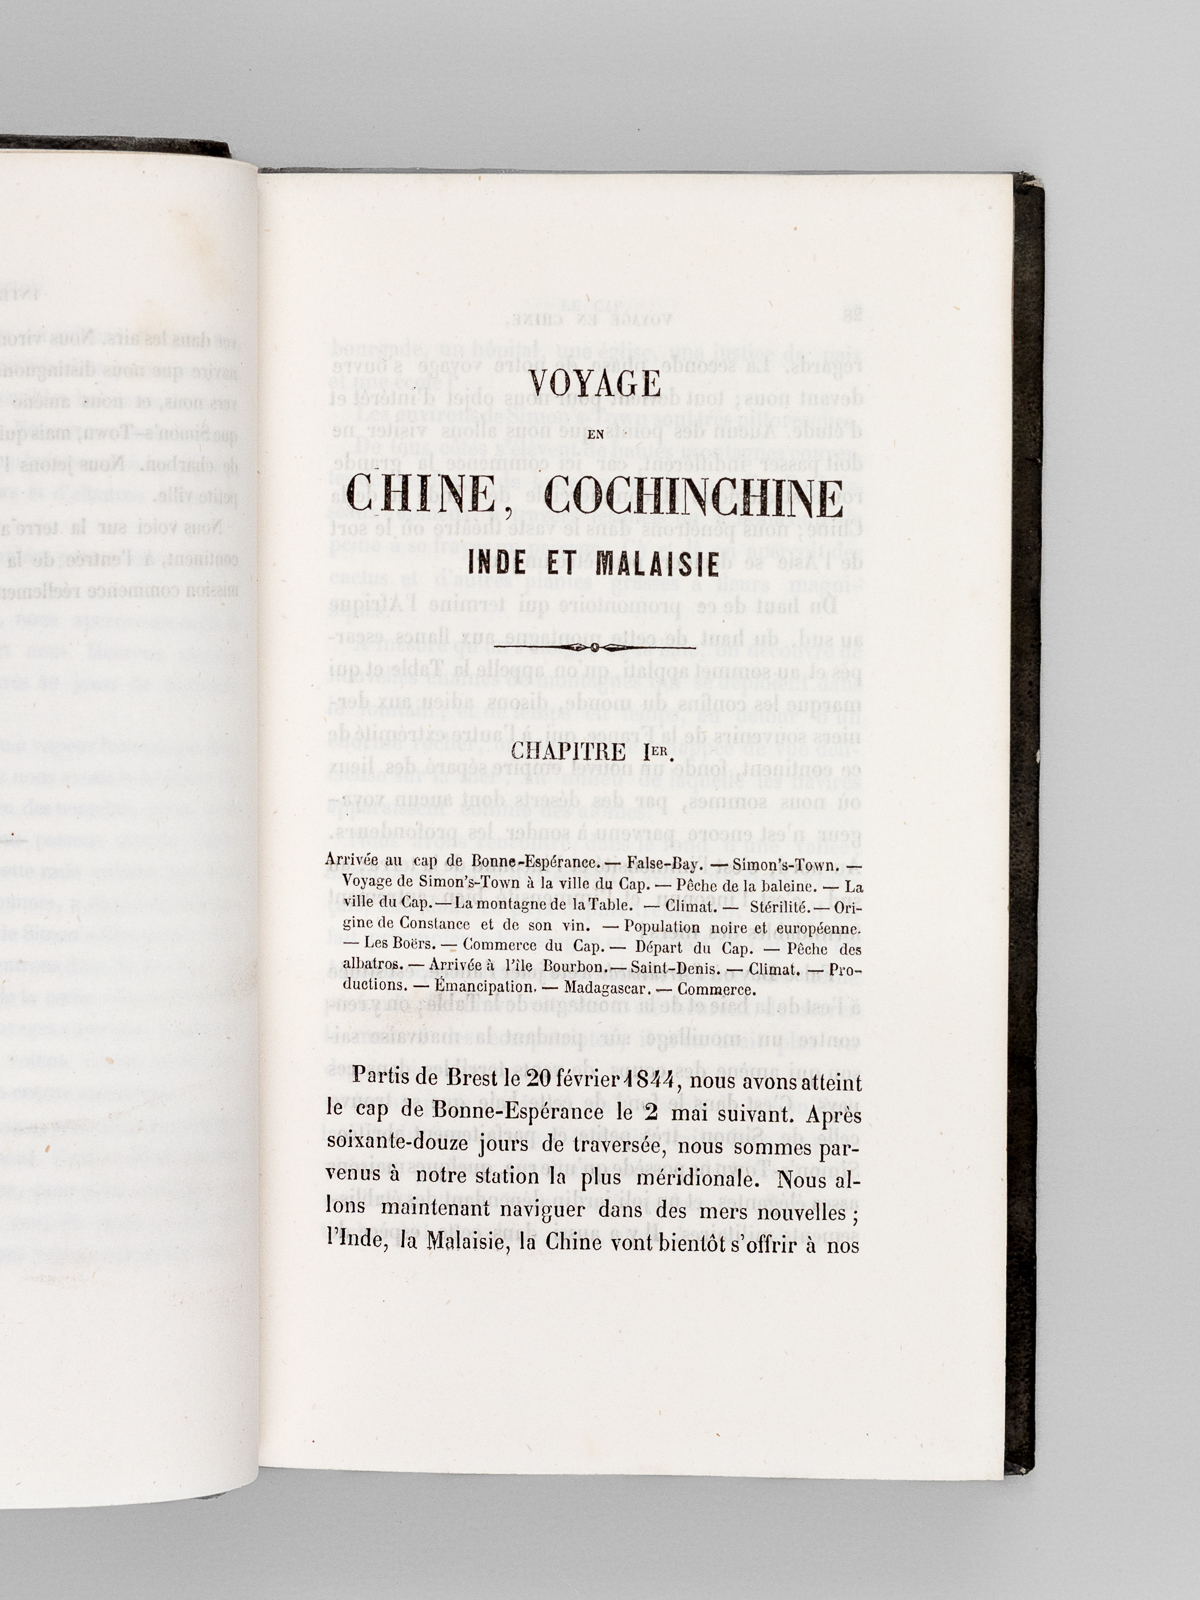 VOYAGE
EN
CHINE, COCHINCHINE
INDE ET MALAISIE
CHAPITRE IER.
Arrivée au cap de Bonne-Espérance. — False-Bay. — Simon's-Town. —
Voyage de Simon's-Town à la ville du Cap. — Pêche de la baleine. — La
ville du Cap. — La montagne de la Table. — Climat. — Stérilité. — Ori-
gine de Constance et de son vin. — Population noire et européenne.
— Les Boërs. — Commerce du Cap. — Départ du Cap. — Pêche des
albatros. — Arrivée à l'île Bourbon. — Saint-Denis. — Climat. — Pro-
ductions. — Émancipation. — Madagascar. — Commerce.
Partis de Brest le 20 février 1844, nous avons atteint
le cap de Bonne-Espérance le 2 mai suivant. Après
soixante-douze jours de traversée, nous sommes par-
venus à notre station la plus méridionale. Nous al-
lons maintenant naviguer dans des mers nouvelles ;
l'Inde, la Malaisie, la Chine vont bientôt s'offrir à nos